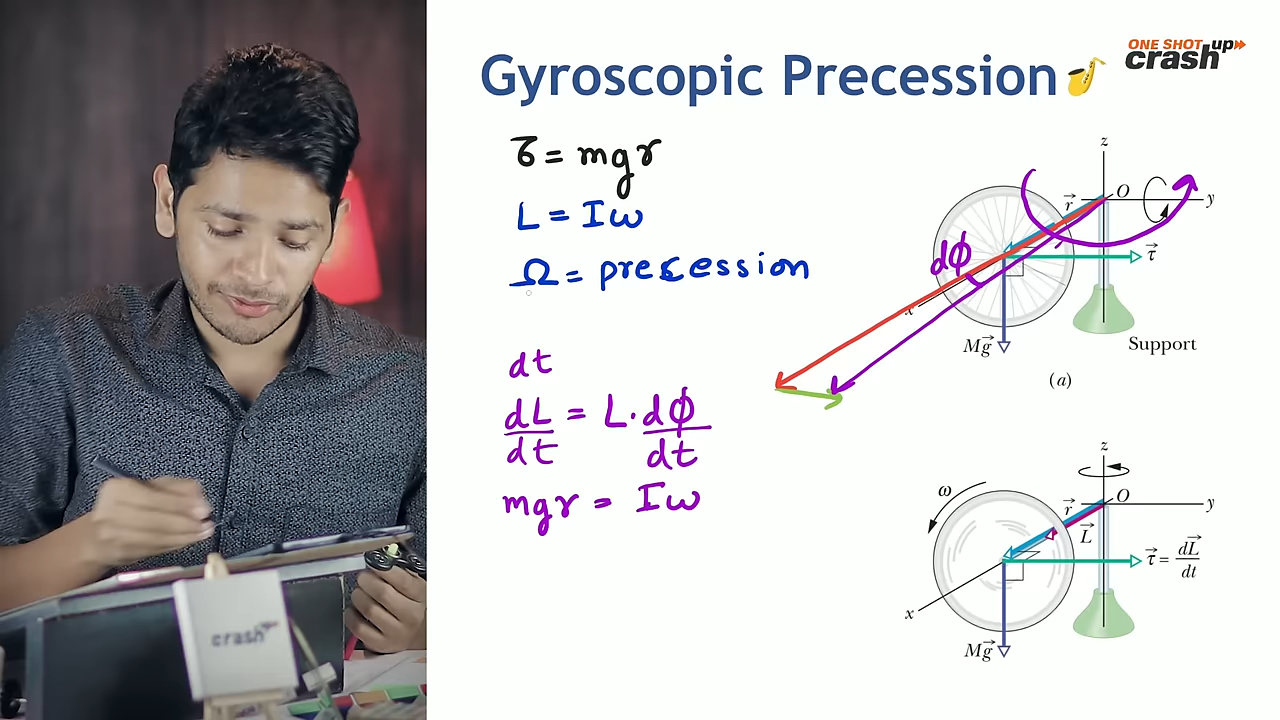 Gyroscopic Precession
ONE SHOT
crash up
τ = mgr
L = Iω
Ω = precession
dt
dL/dt = L · dϕ/dt
mgr = Iω
z
r⃗
O
y
dϕ
τ⃗
x
Mg⃗
Support
(a)
z
ω
r⃗
O
y
L⃗
τ⃗ = dL⃗/dt
x
Mg⃗
crash